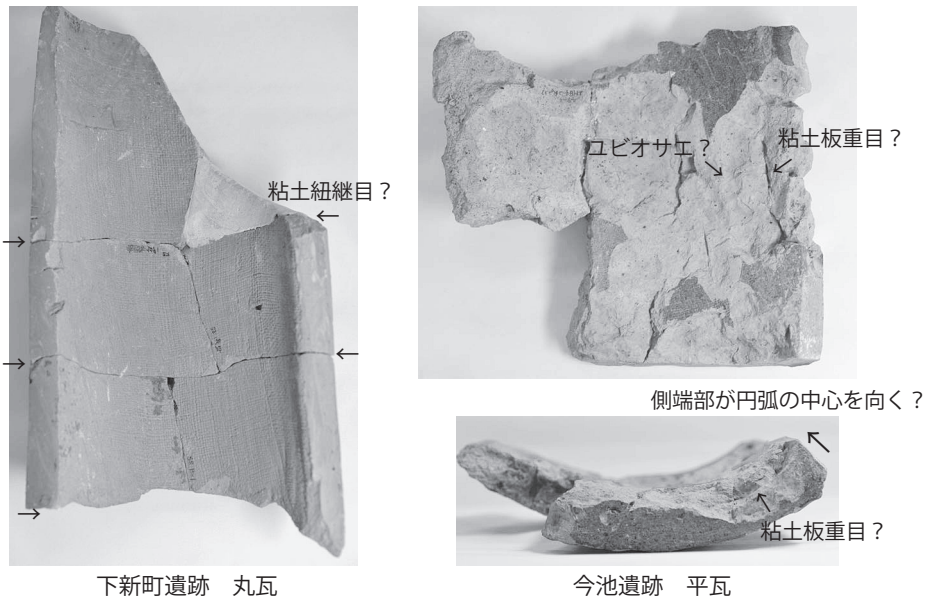 粘土紐継目？
ユビオサエ？
粘土板重目？
側端部が円弧の中心を向く？
粘土板重目？
下新町遺跡　丸瓦
今池遺跡　平瓦